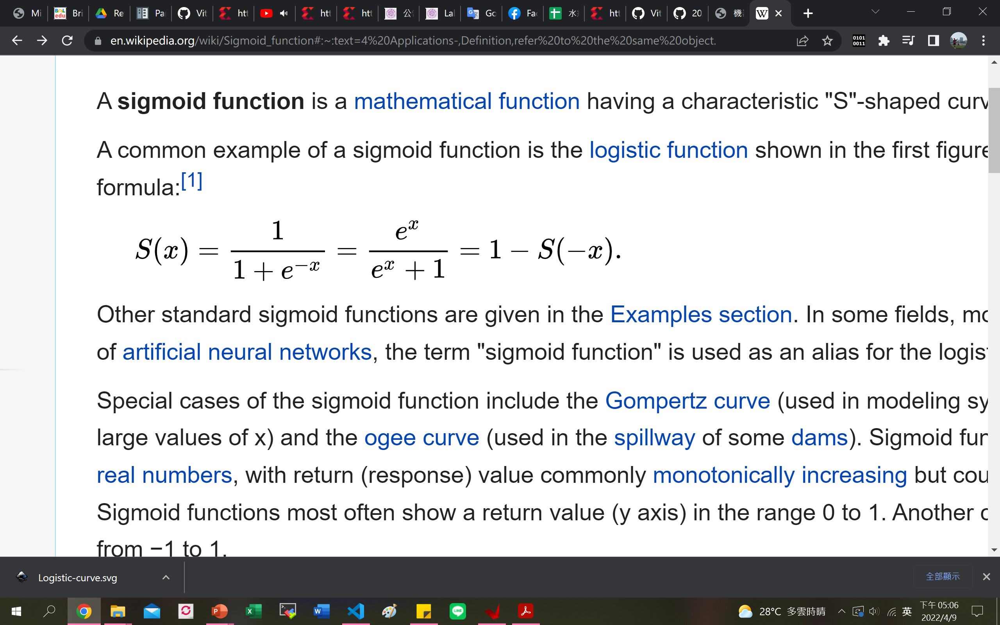 Mi
Bri
Re
Pa
Vit
htt
htt
htt
公
Lal
Go
Fac
水
htt
Vit
20
機
en.wikipedia.org/wiki/Sigmoid_function#:~:text=4%20Applications-,Definition,refer%20to%20the%20same%20object.
0101
0011
A sigmoid function is a mathematical function having a characteristic "S"-shaped curv
A common example of a sigmoid function is the logistic function shown in the first figure
formula:[1]
S(x) = 1/(1 + e^{-x}) = e^x/(e^x + 1) = 1 − S(−x).
Other standard sigmoid functions are given in the Examples section. In some fields, mo
of artificial neural networks, the term "sigmoid function" is used as an alias for the logis
Special cases of the sigmoid function include the Gompertz curve (used in modeling sy
large values of x) and the ogee curve (used in the spillway of some dams). Sigmoid fun
real numbers, with return (response) value commonly monotonically increasing but cou
Sigmoid functions most often show a return value (y axis) in the range 0 to 1. Another c
from −1 to 1.
Logistic-curve.svg
全部顯示
28°C 多雲時晴
英
下午 05:06
2022/4/9